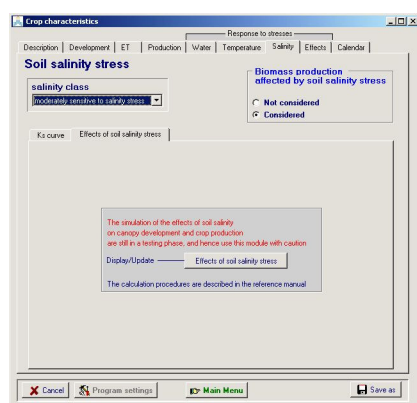 Crop characteristics
Response to stresses
Description Development ET Production Water Temperature Salinity Effects Calendar
Soil salinity stress
salinity class
moderately sensitive to salinity stress
Biomass production
affected by soil salinity stress
Not considered
Considered
Ks curve Effects of soil salinity stress
The simulation of the effects of soil salinity
on canopy development and crop production
are still in a testing phase, and hence use this module with caution
Display/Update Effects of soil salinity stress
The calculation procedures are described in the reference manual
Cancel Program settings Main Menu Save as